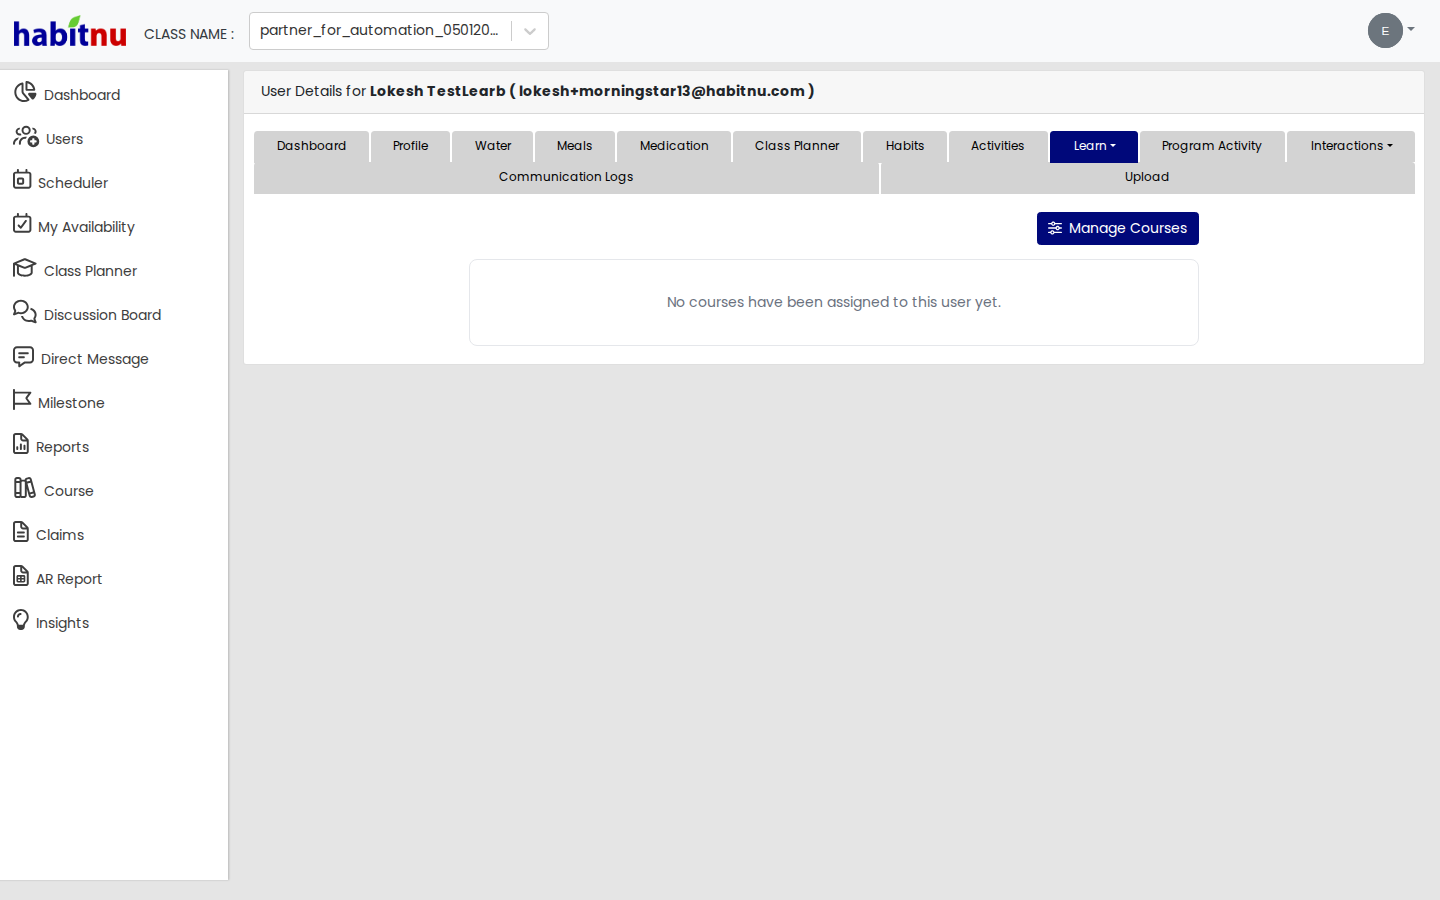 habitnu CLASS NAME : partner_for_automation_050120... E
Dashboard
Users
Scheduler
My Availability
Class Planner
Discussion Board
Direct Message
Milestone
Reports
Course
Claims
AR Report
Insights
User Details for Lokesh TestLearb ( lokesh+morningstar13@habitnu.com )
Dashboard Profile Water Meals Medication Class Planner Habits Activities Learn Program Activity Interactions
Communication Logs Upload
Manage Courses
No courses have been assigned to this user yet.